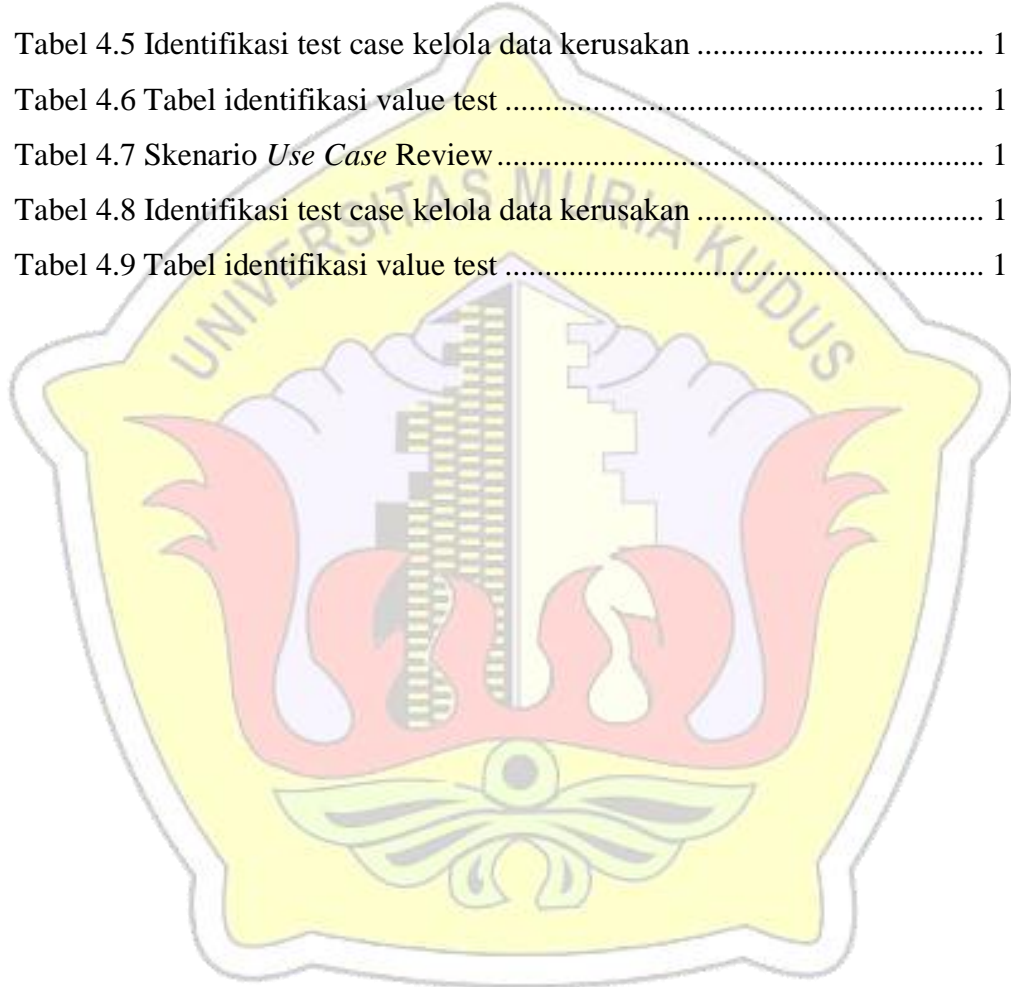 Tabel 4.5 Identifikasi test case kelola data kerusakan .................................. 1
Tabel 4.6 Tabel identifikasi value test ......................................................... 1
Tabel 4.7 Skenario Use Case Review .......................................................... 1
Tabel 4.8 Identifikasi test case kelola data kerusakan .................................. 1
Tabel 4.9 Tabel identifikasi value test ......................................................... 1
UNIVERSITAS MURIA KUDUS